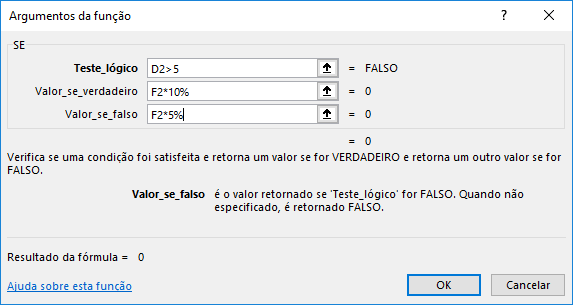 Argumentos da função ? ×
SE
Teste_lógico D2>5 = FALSO
Valor_se_verdadeiro F2*10% = 0
Valor_se_falso F2*5% = 0
= 0
Verifica se uma condição foi satisfeita e retorna um valor se for VERDADEIRO e retorna um outro valor se for
FALSO.
Valor_se_falso é o valor retornado se 'Teste_lógico' for FALSO. Quando não
especificado, é retornado FALSO.
Resultado da fórmula = 0
Ajuda sobre esta função
OK Cancelar